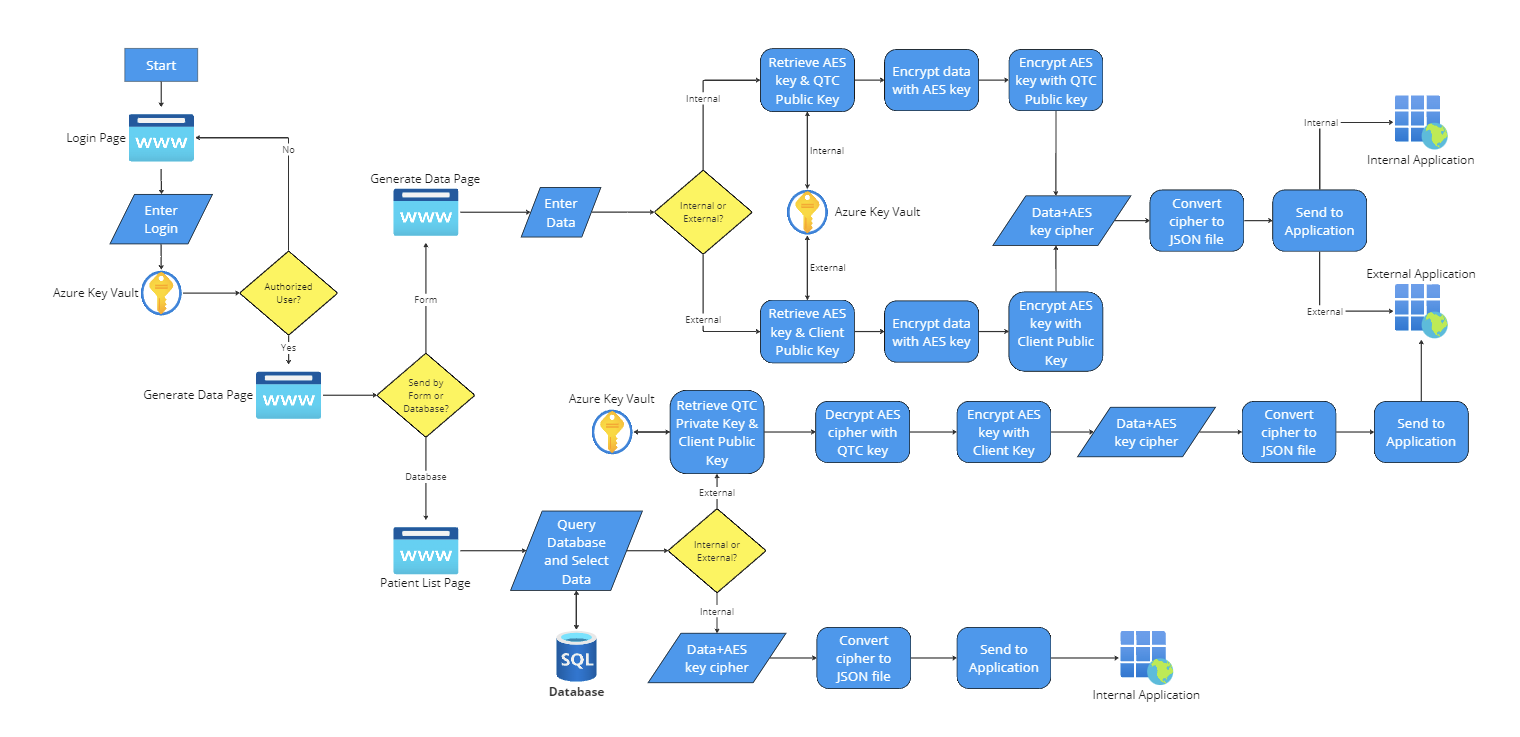 Start
Login Page
WWW
Enter
Login
Azure Key Vault
Authorized
User?
No
Yes
Generate Data Page
WWW
Send by
Form or
Database?
Form
Generate Data Page
WWW
Enter
Data
Internal or
External?
Internal
Retrieve AES
key & QTC
Public Key
Encrypt data
with AES key
Encrypt AES
key with QTC
Public key
Internal
Azure Key Vault
External
External
Retrieve AES
key & Client
Public Key
Encrypt data
with AES key
Encrypt AES
key with
Client Public
Key
Data+AES
key cipher
Convert
cipher to
JSON file
Send to
Application
Internal
Internal Application
External
External Application
Database
WWW
Patient List Page
Query
Database
and Select
Data
SQL
Database
Internal or
External?
External
Azure Key Vault
Retrieve QTC
Private Key &
Client Public
Key
Decrypt AES
cipher with
QTC key
Encrypt AES
key with
Client Key
Data+AES
key cipher
Convert
cipher to
JSON file
Send to
Application
Internal
Data+AES
key cipher
Convert
cipher to
JSON file
Send to
Application
Internal Application